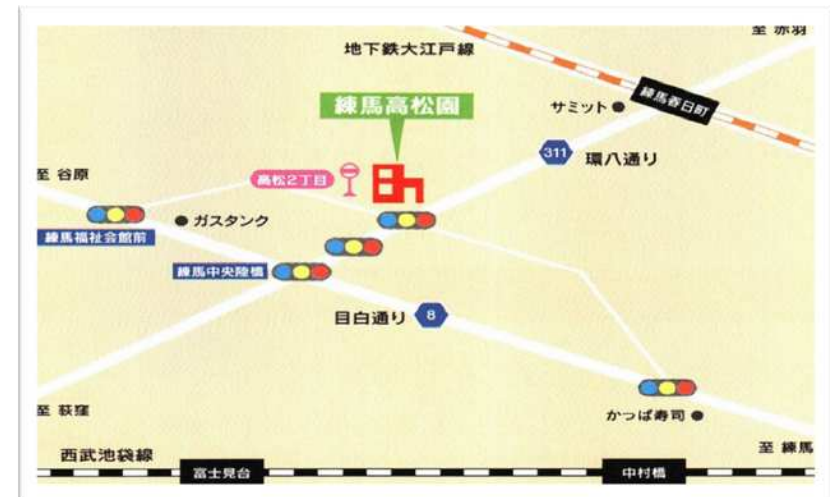 至 赤羽
地下鉄大江戸線
練馬春日町
練馬高松園
サミット
311
環八通り
至 谷原
高松2丁目
ガスタンク
練馬福祉会館前
練馬中央陸橋
目白通り
8
至 荻窪
かっぱ寿司
至 練馬
西武池袋線
富士見台
中村橋